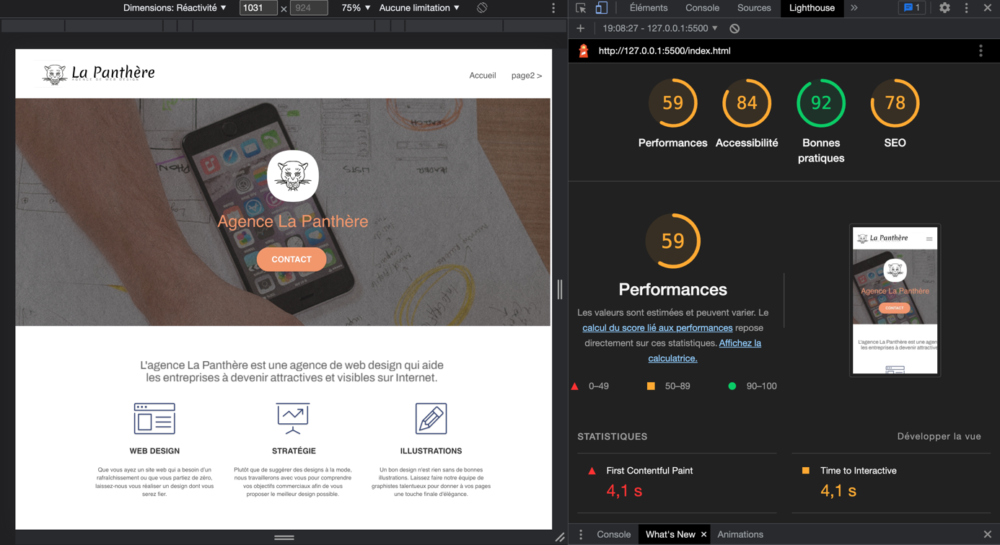 Dimensions: Réactivité ▼ 1031 × 924 75% ▼ Aucune limitation ▼
La Panthère
AGENCE DE WEB DESIGN
Accueil page2 >
Agence La Panthère
CONTACT
L'agence La Panthère est une agence de web design qui aide
les entreprises à devenir attractives et visibles sur Internet.
WEB DESIGN
Que vous ayez un site web qui a besoin d'un
rafraîchissement ou que vous partiez de zéro,
laissez-nous vous réaliser un design dont vous
serez fier.
STRATÉGIE
Plutôt que de suggérer des designs à la mode,
nous travaillerons avec vous pour comprendre
vos objectifs commerciaux afin de vous
proposer le meilleur design possible.
ILLUSTRATIONS
Un bon design n'est rien sans de bonnes
illustrations. Laissez faire notre équipe de
graphistes talentueux pour donner à vos pages
une touche finale d'élégance.
Éléments Console Sources Lighthouse » 1
19:08:27 - 127.0.0.1:5500 ▼
http://127.0.0.1:5500/index.html
59 84 92 78
Performances Accessibilité Bonnes pratiques SEO
59
Performances
Les valeurs sont estimées et peuvent varier. Le
calcul du score lié aux performances repose
directement sur ces statistiques. Affichez la
calculatrice.
0–49 50–89 90–100
La Panthère
Agence La Panthère
CONTACT
L'agence La Panthère est une agen
les entreprises à devenir attractive
STATISTIQUES Développer la vue
First Contentful Paint
4,1 s
Time to Interactive
4,1 s
Console What's New × Animations